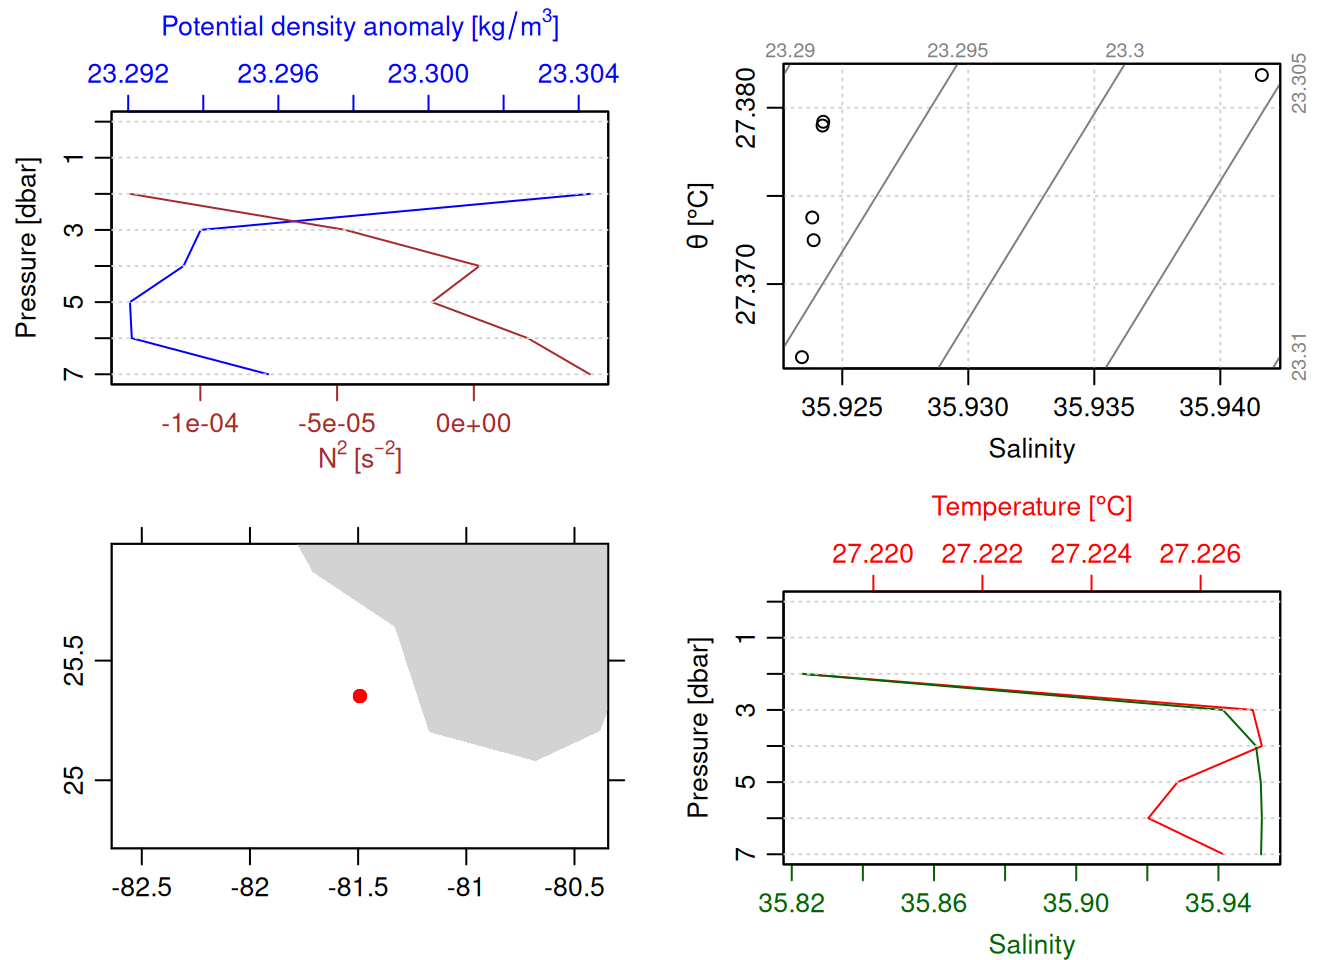 Potential density anomaly [kg/m³]
23.292 23.296 23.300 23.304
Pressure [dbar]
1
3
5
7
-1e-04 -5e-05 0e+00
N² [s⁻²]
23.29 23.295 23.3
23.305
23.31
θ [°C]
27.380
27.370
35.925 35.930 35.935 35.940
Salinity
25.5
25
-82.5 -82 -81.5 -81 -80.5
Temperature [°C]
27.220 27.222 27.224 27.226
Pressure [dbar]
1
3
5
7
35.82 35.86 35.90 35.94
Salinity